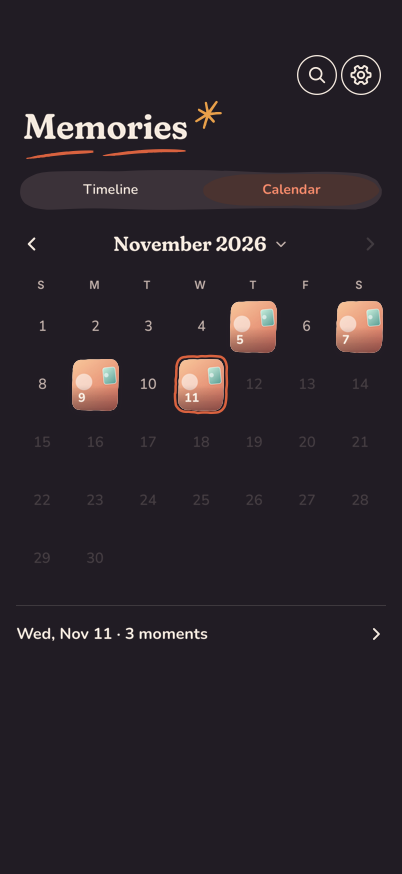 Memories
Timeline Calendar
November 2026
S M T W T F S
1 2 3 4 5 6 7
8 9 10 11 12 13 14
15 16 17 18 19 20 21
22 23 24 25 26 27 28
29 30
Wed, Nov 11 · 3 moments